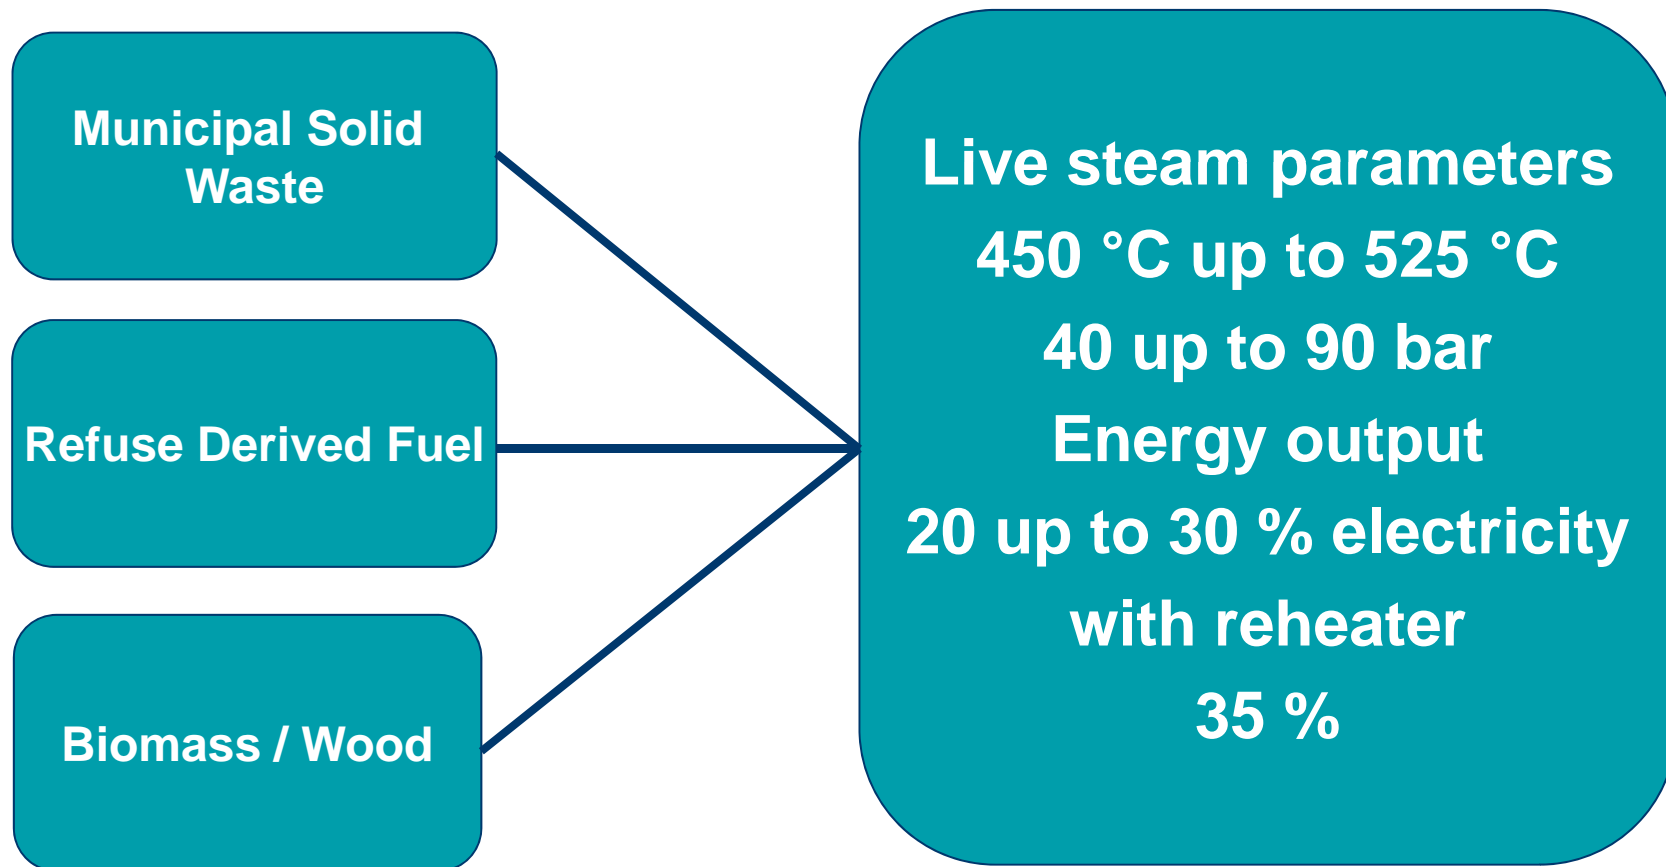 Municipal Solid
Waste
Refuse Derived Fuel
Biomass / Wood
Live steam parameters
450 °C up to 525 °C
40 up to 90 bar
Energy output
20 up to 30 % electricity
with reheater
35 %